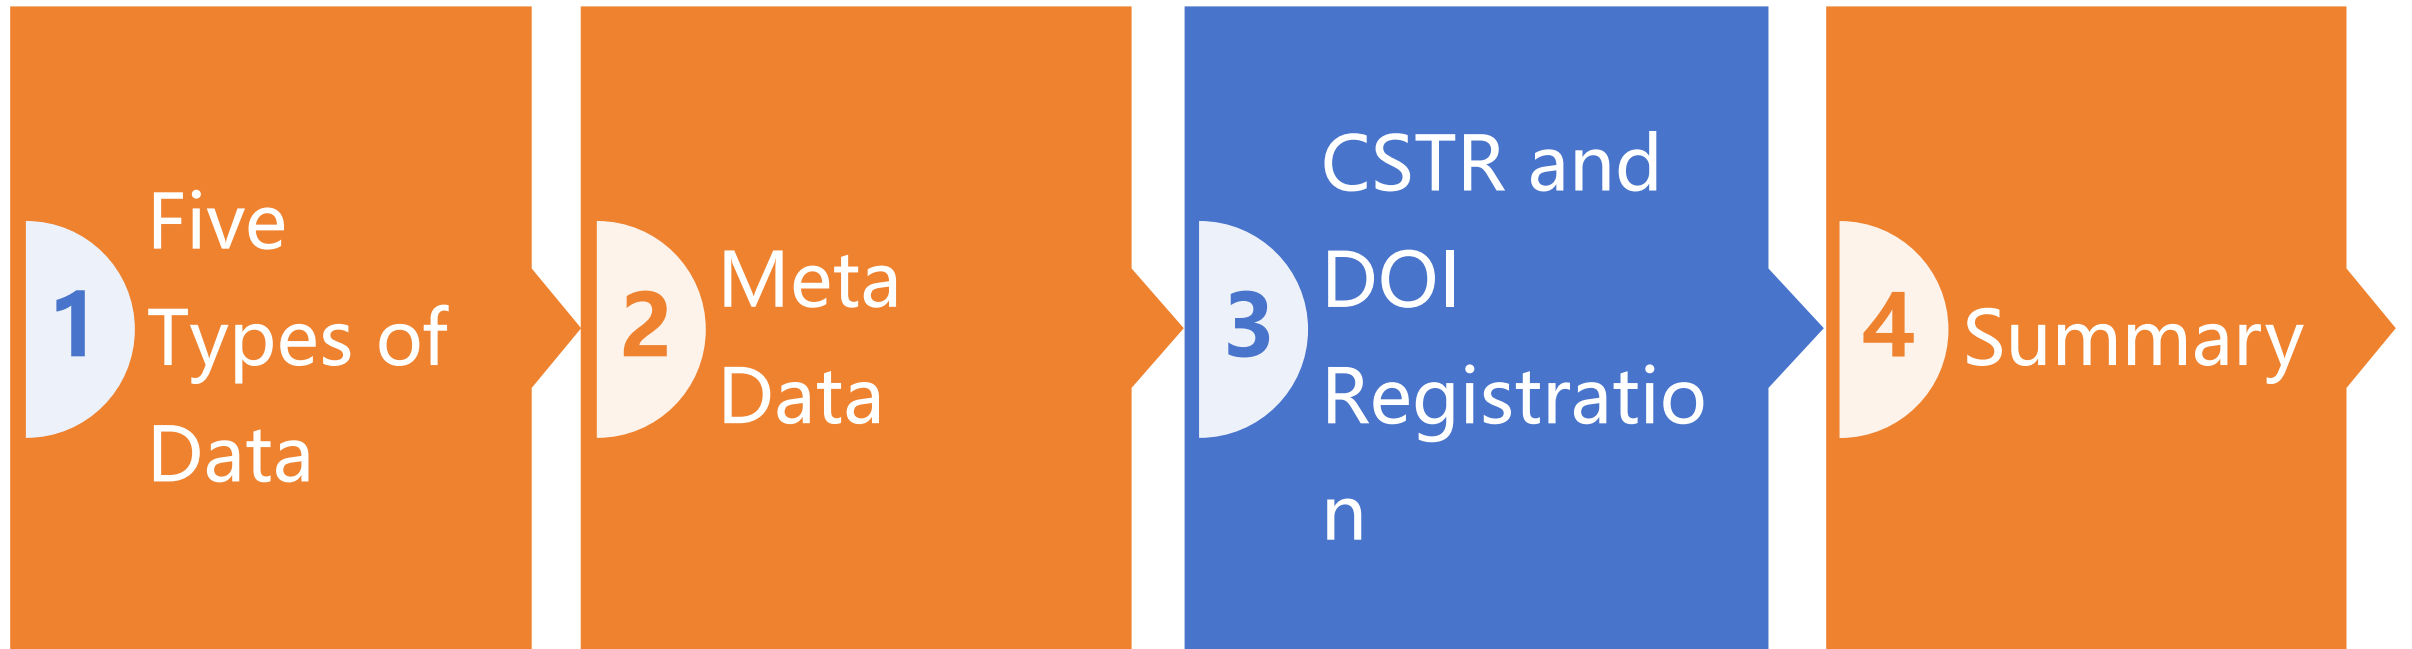 1
Five
Types of
Data
2
Meta
Data
3
CSTR and
DOI
Registratio
n
4
Summary